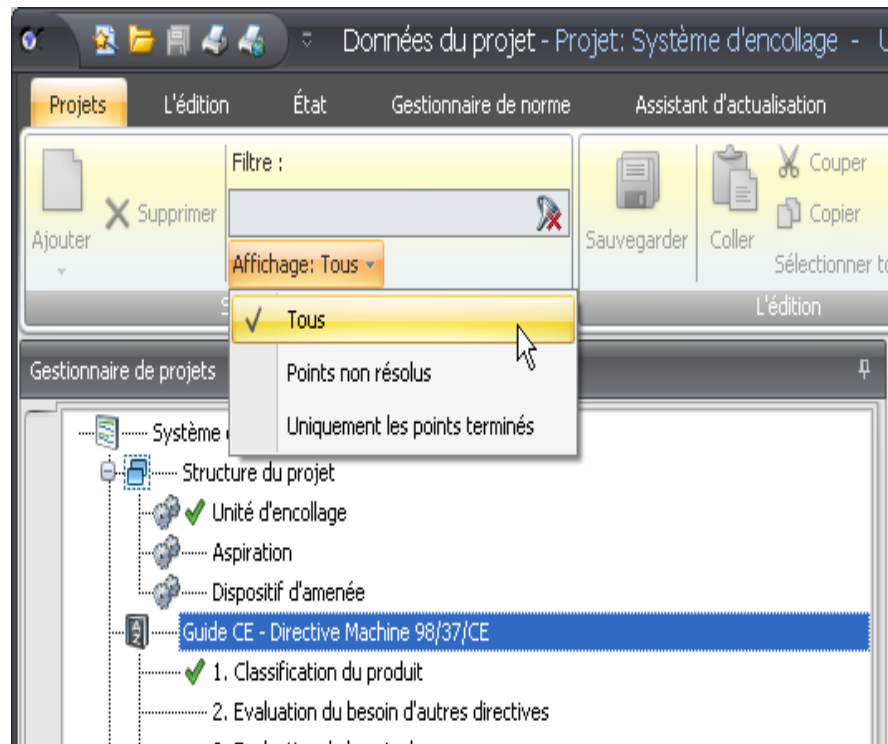 Données du projet - Projet: Système d'encollage -
Projets L'édition État Gestionnaire de norme Assistant d'actualisation
Filtre :
Ajouter
Supprimer
Affichage: Tous
Sauvegarder
Coller
Couper
Copier
Sélectionner
L'édition
Tous
Points non résolus
Uniquement les points terminés
Gestionnaire de projets
Système
Structure du projet
Unité d'encollage
Aspiration
Dispositif d'amenée
Guide CE - Directive Machine 98/37/CE
1. Classification du produit
2. Evaluation du besoin d'autres directives